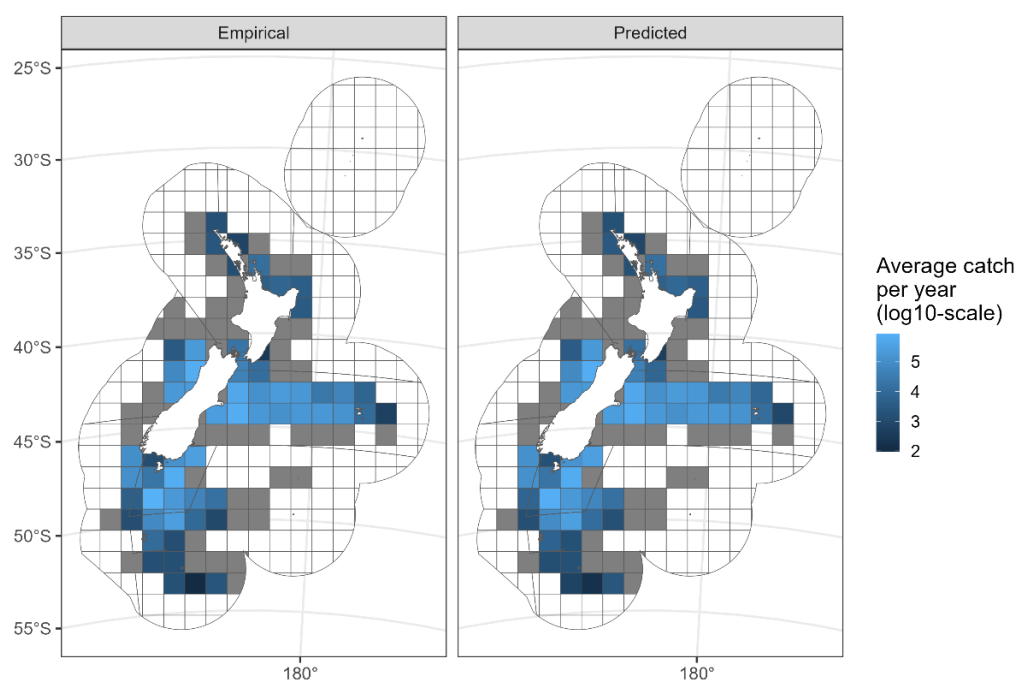 Empirical
Predicted
25°S
30°S
35°S
40°S
45°S
50°S
55°S
180°
180°
Average catch
per year
(log10-scale)
5
4
3
2